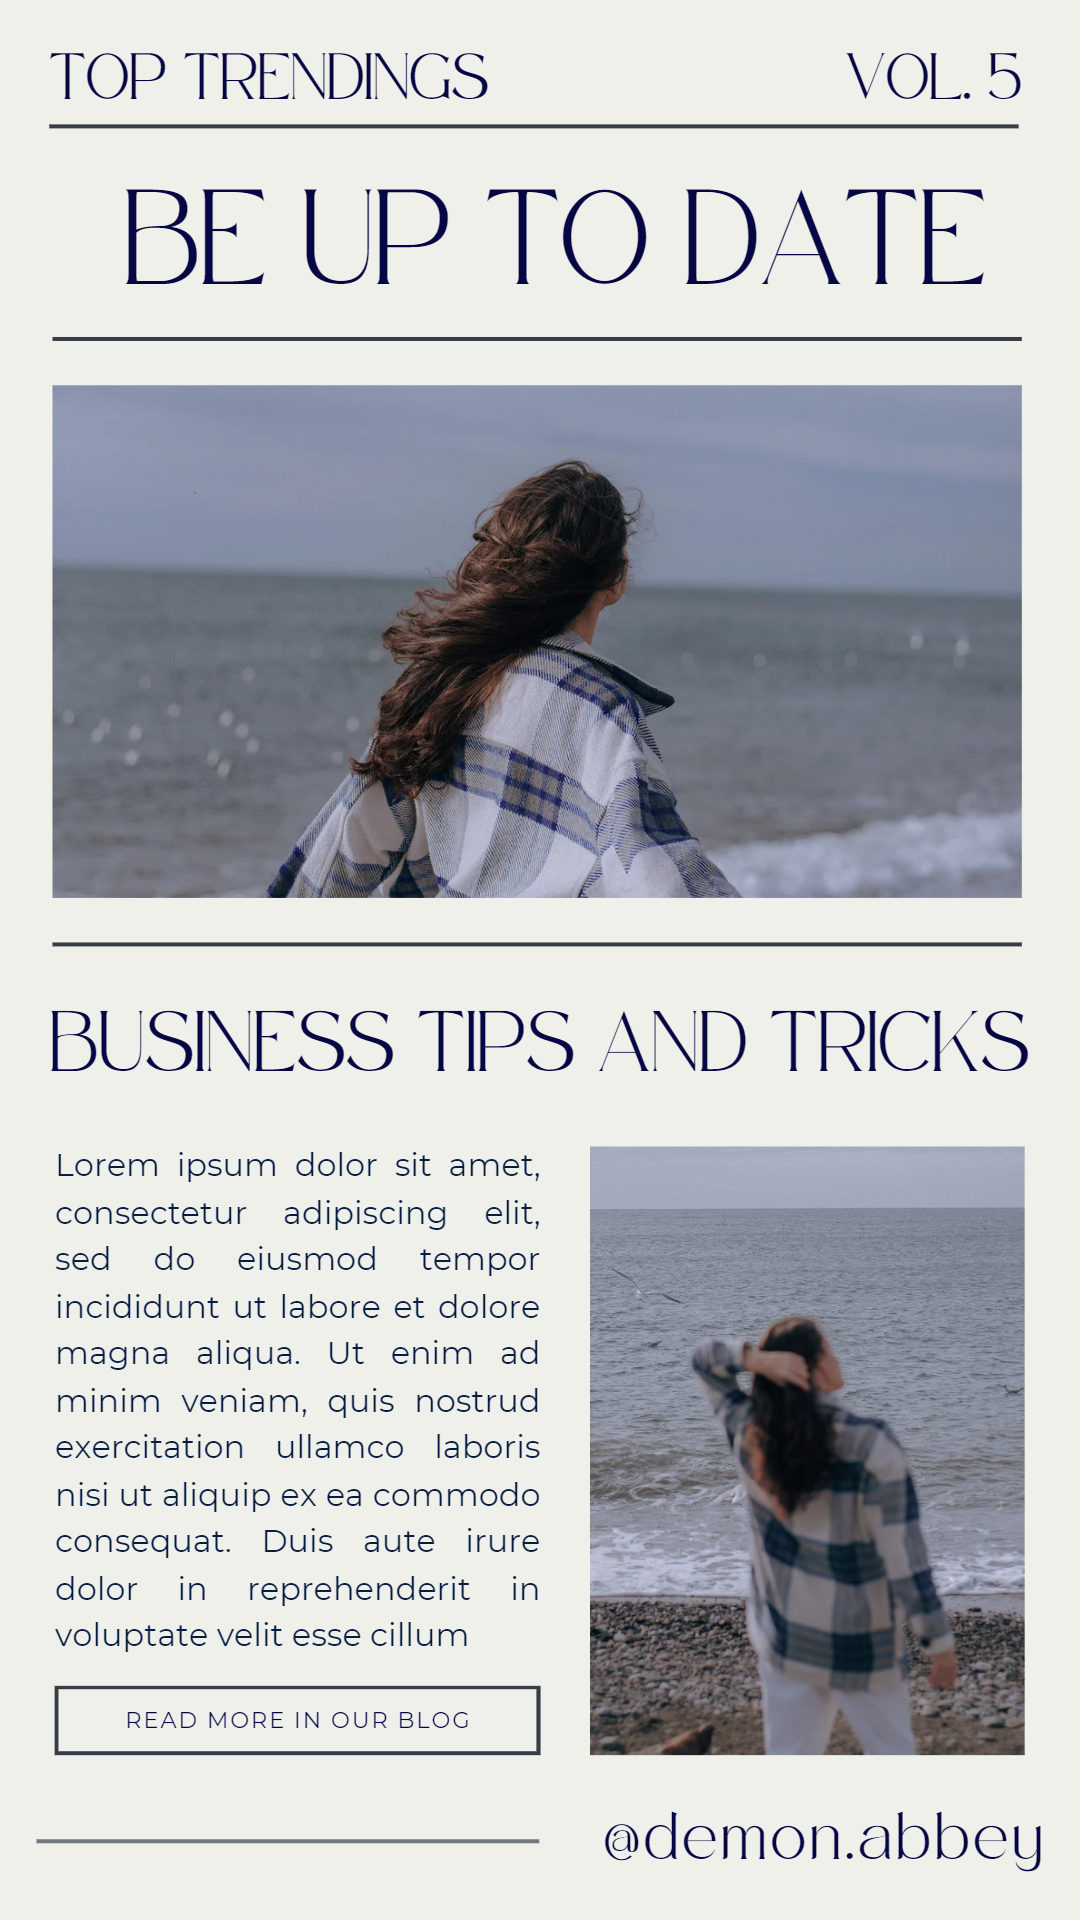 TOP TRENDINGS
VOL. 5
BE UP TO DATE
BUSINESS TIPS AND TRICKS
Lorem ipsum dolor sit amet,
consectetur adipiscing elit,
sed do eiusmod tempor
incididunt ut labore et dolore
magna aliqua. Ut enim ad
minim veniam, quis nostrud
exercitation ullamco laboris
nisi ut aliquip ex ea commodo
consequat. Duis aute irure
dolor in reprehenderit in
voluptate velit esse cillum
READ MORE IN OUR BLOG
@demon.abbey